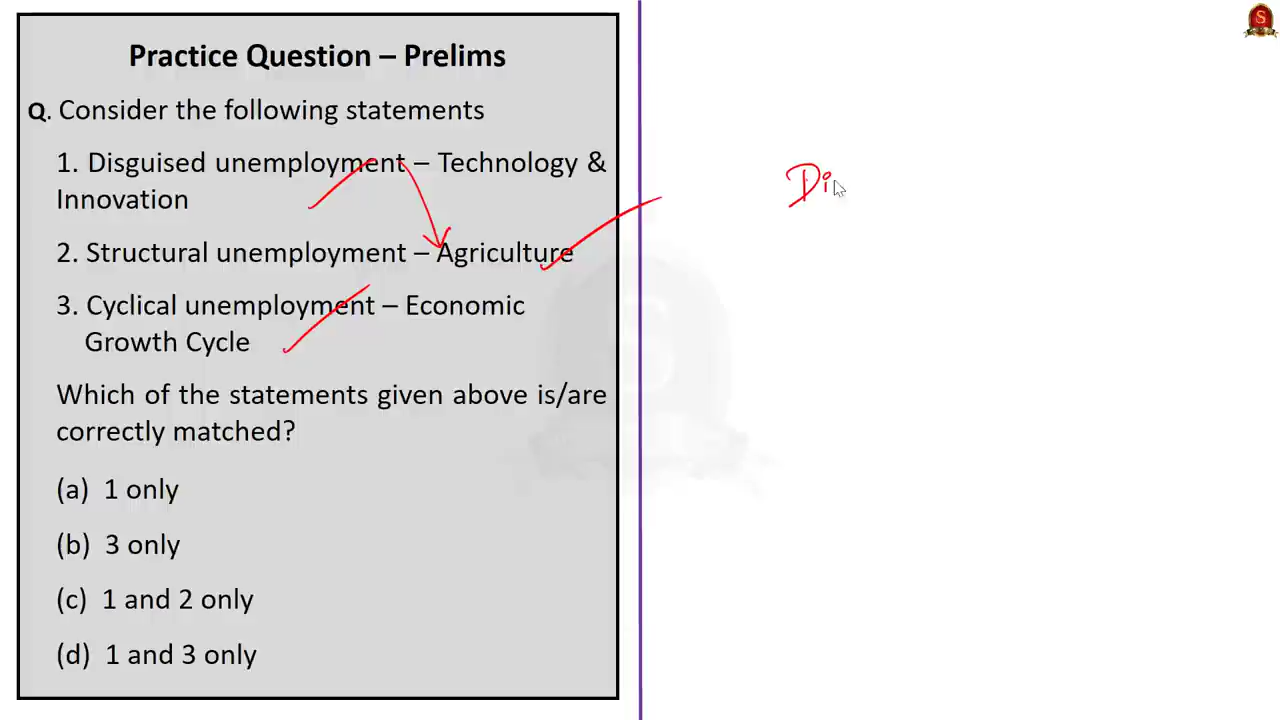 Practice Question – Prelims
Q. Consider the following statements
1. Disguised unemployment – Technology &
Innovation
2. Structural unemployment – Agriculture
3. Cyclical unemployment – Economic
Growth Cycle
Which of the statements given above is/are
correctly matched?
(a) 1 only
(b) 3 only
(c) 1 and 2 only
(d) 1 and 3 only
S
Di